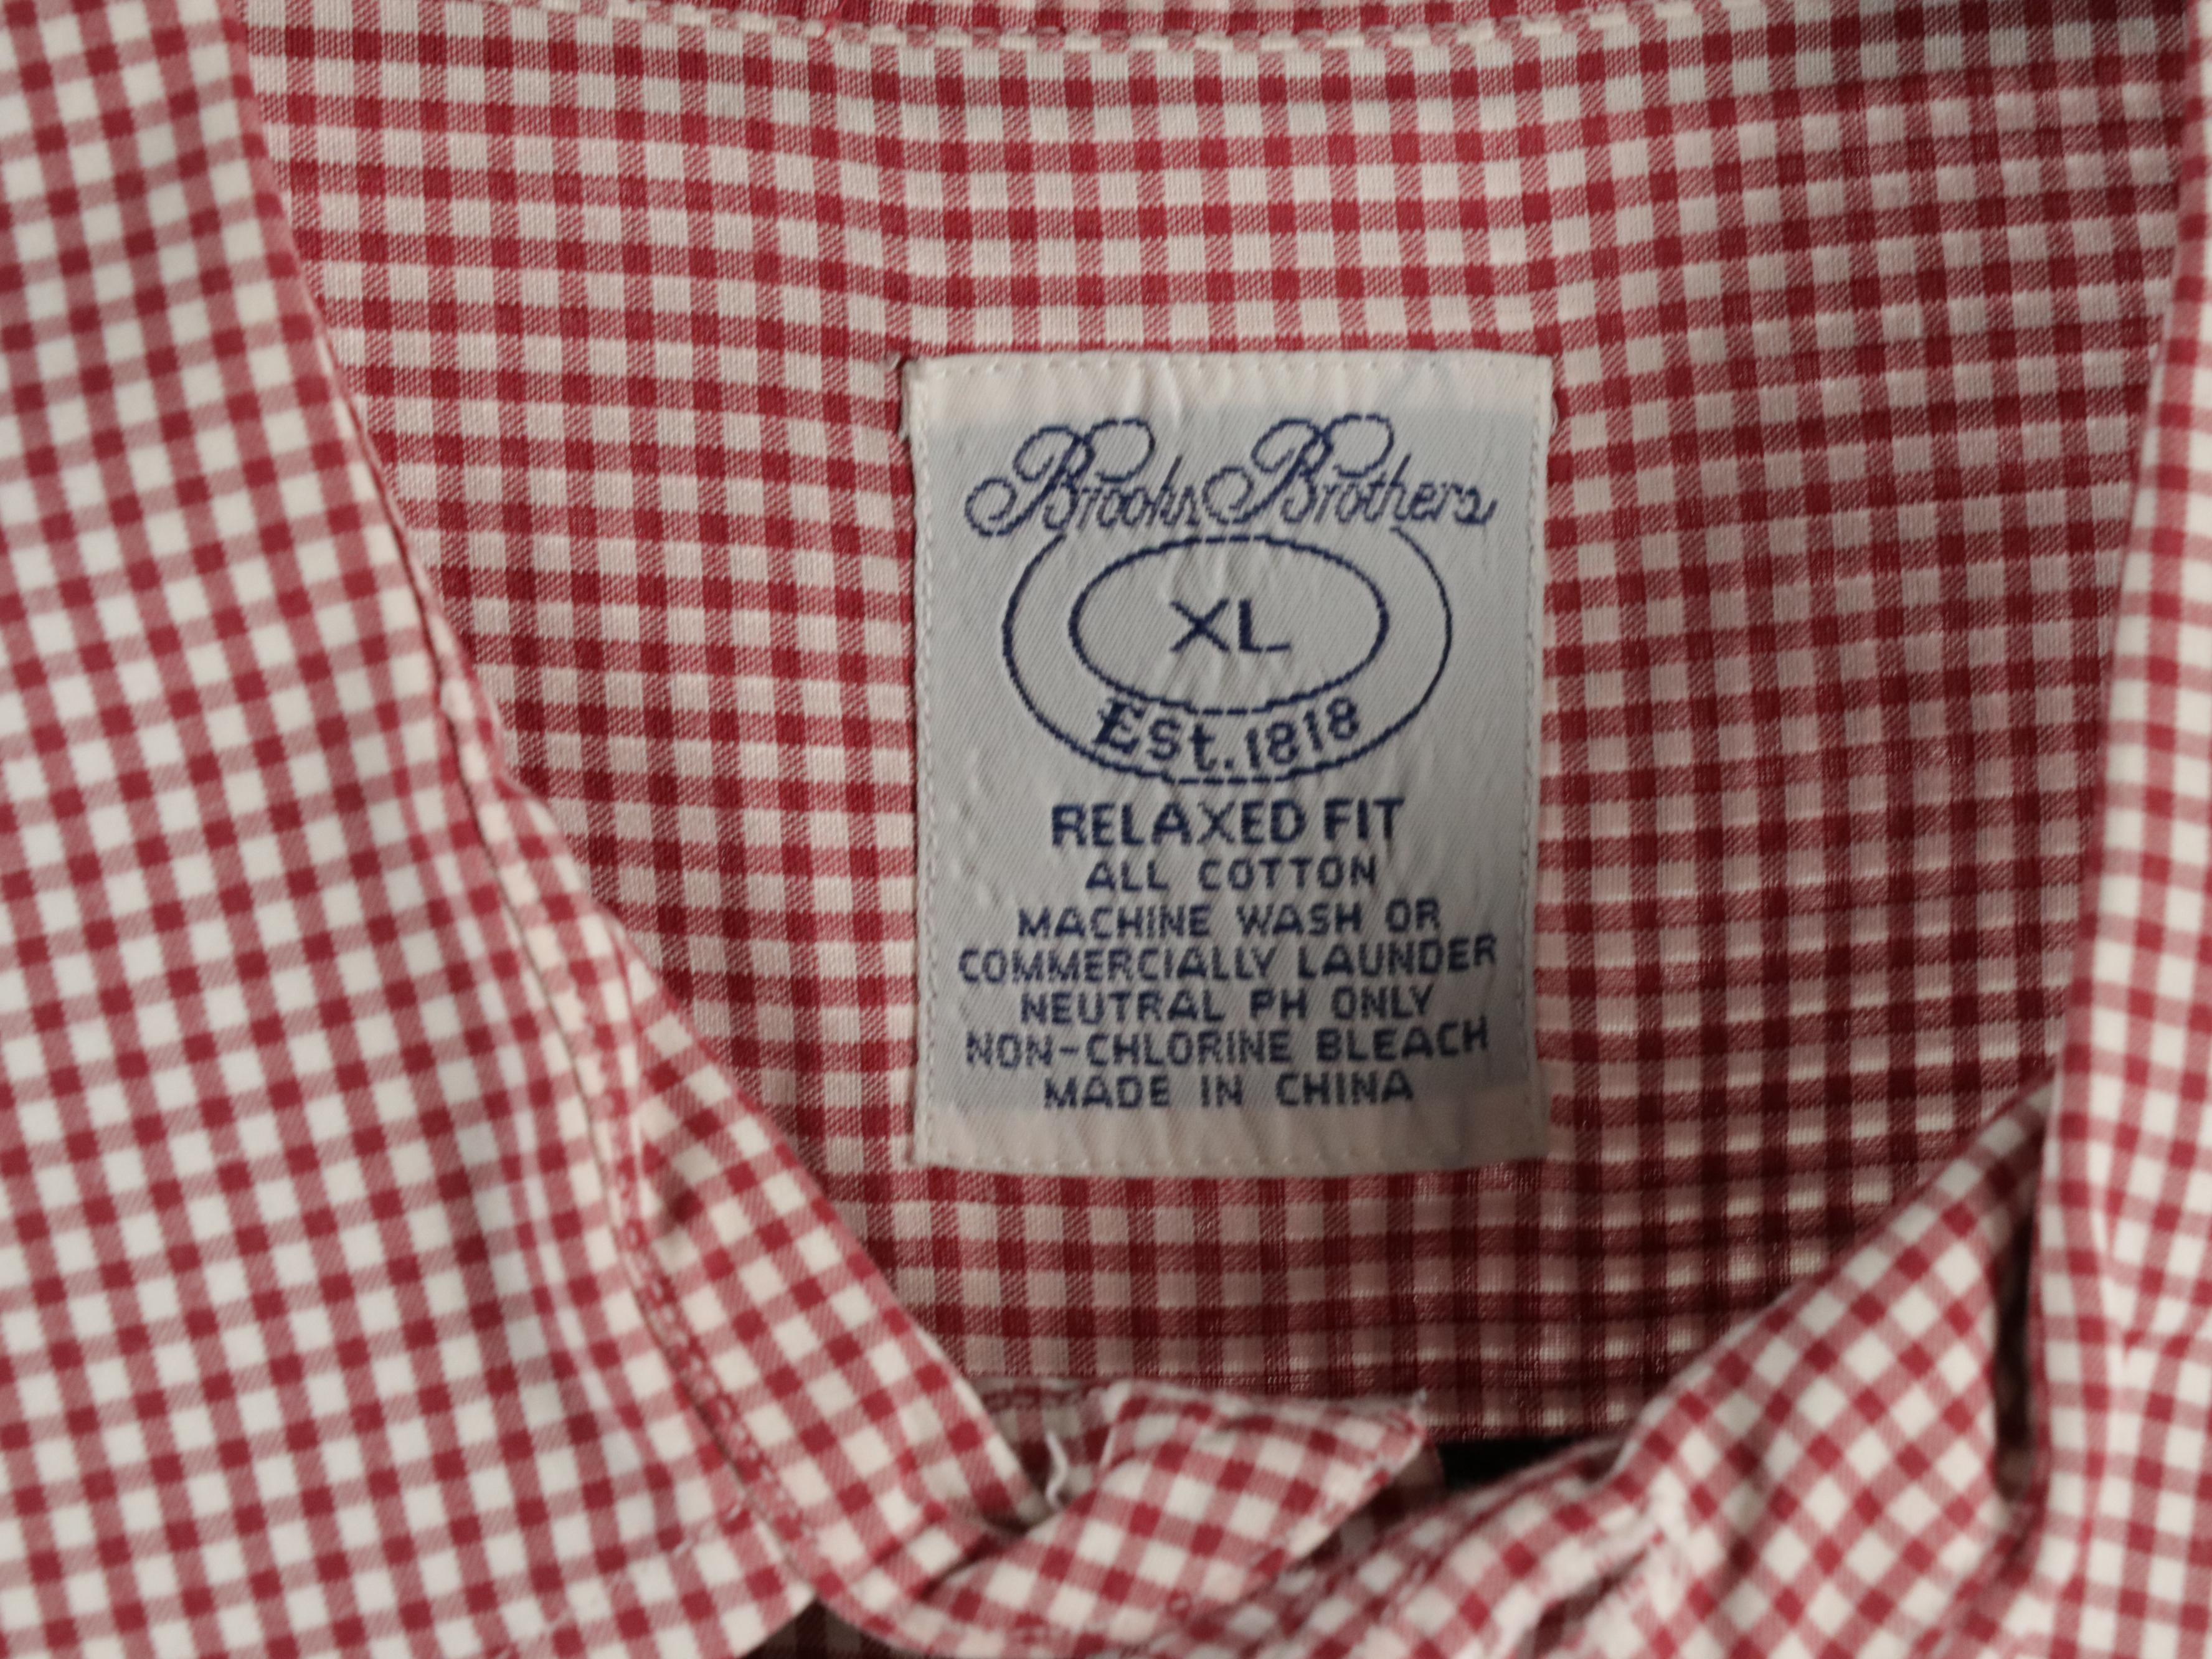 Brooks Brothers
XL
Est. 1818
RELAXED FIT
ALL COTTON
MACHINE WASH OR
COMMERCIALLY LAUNDER
NEUTRAL PH ONLY
NON-CHLORINE BLEACH
MADE IN CHINA